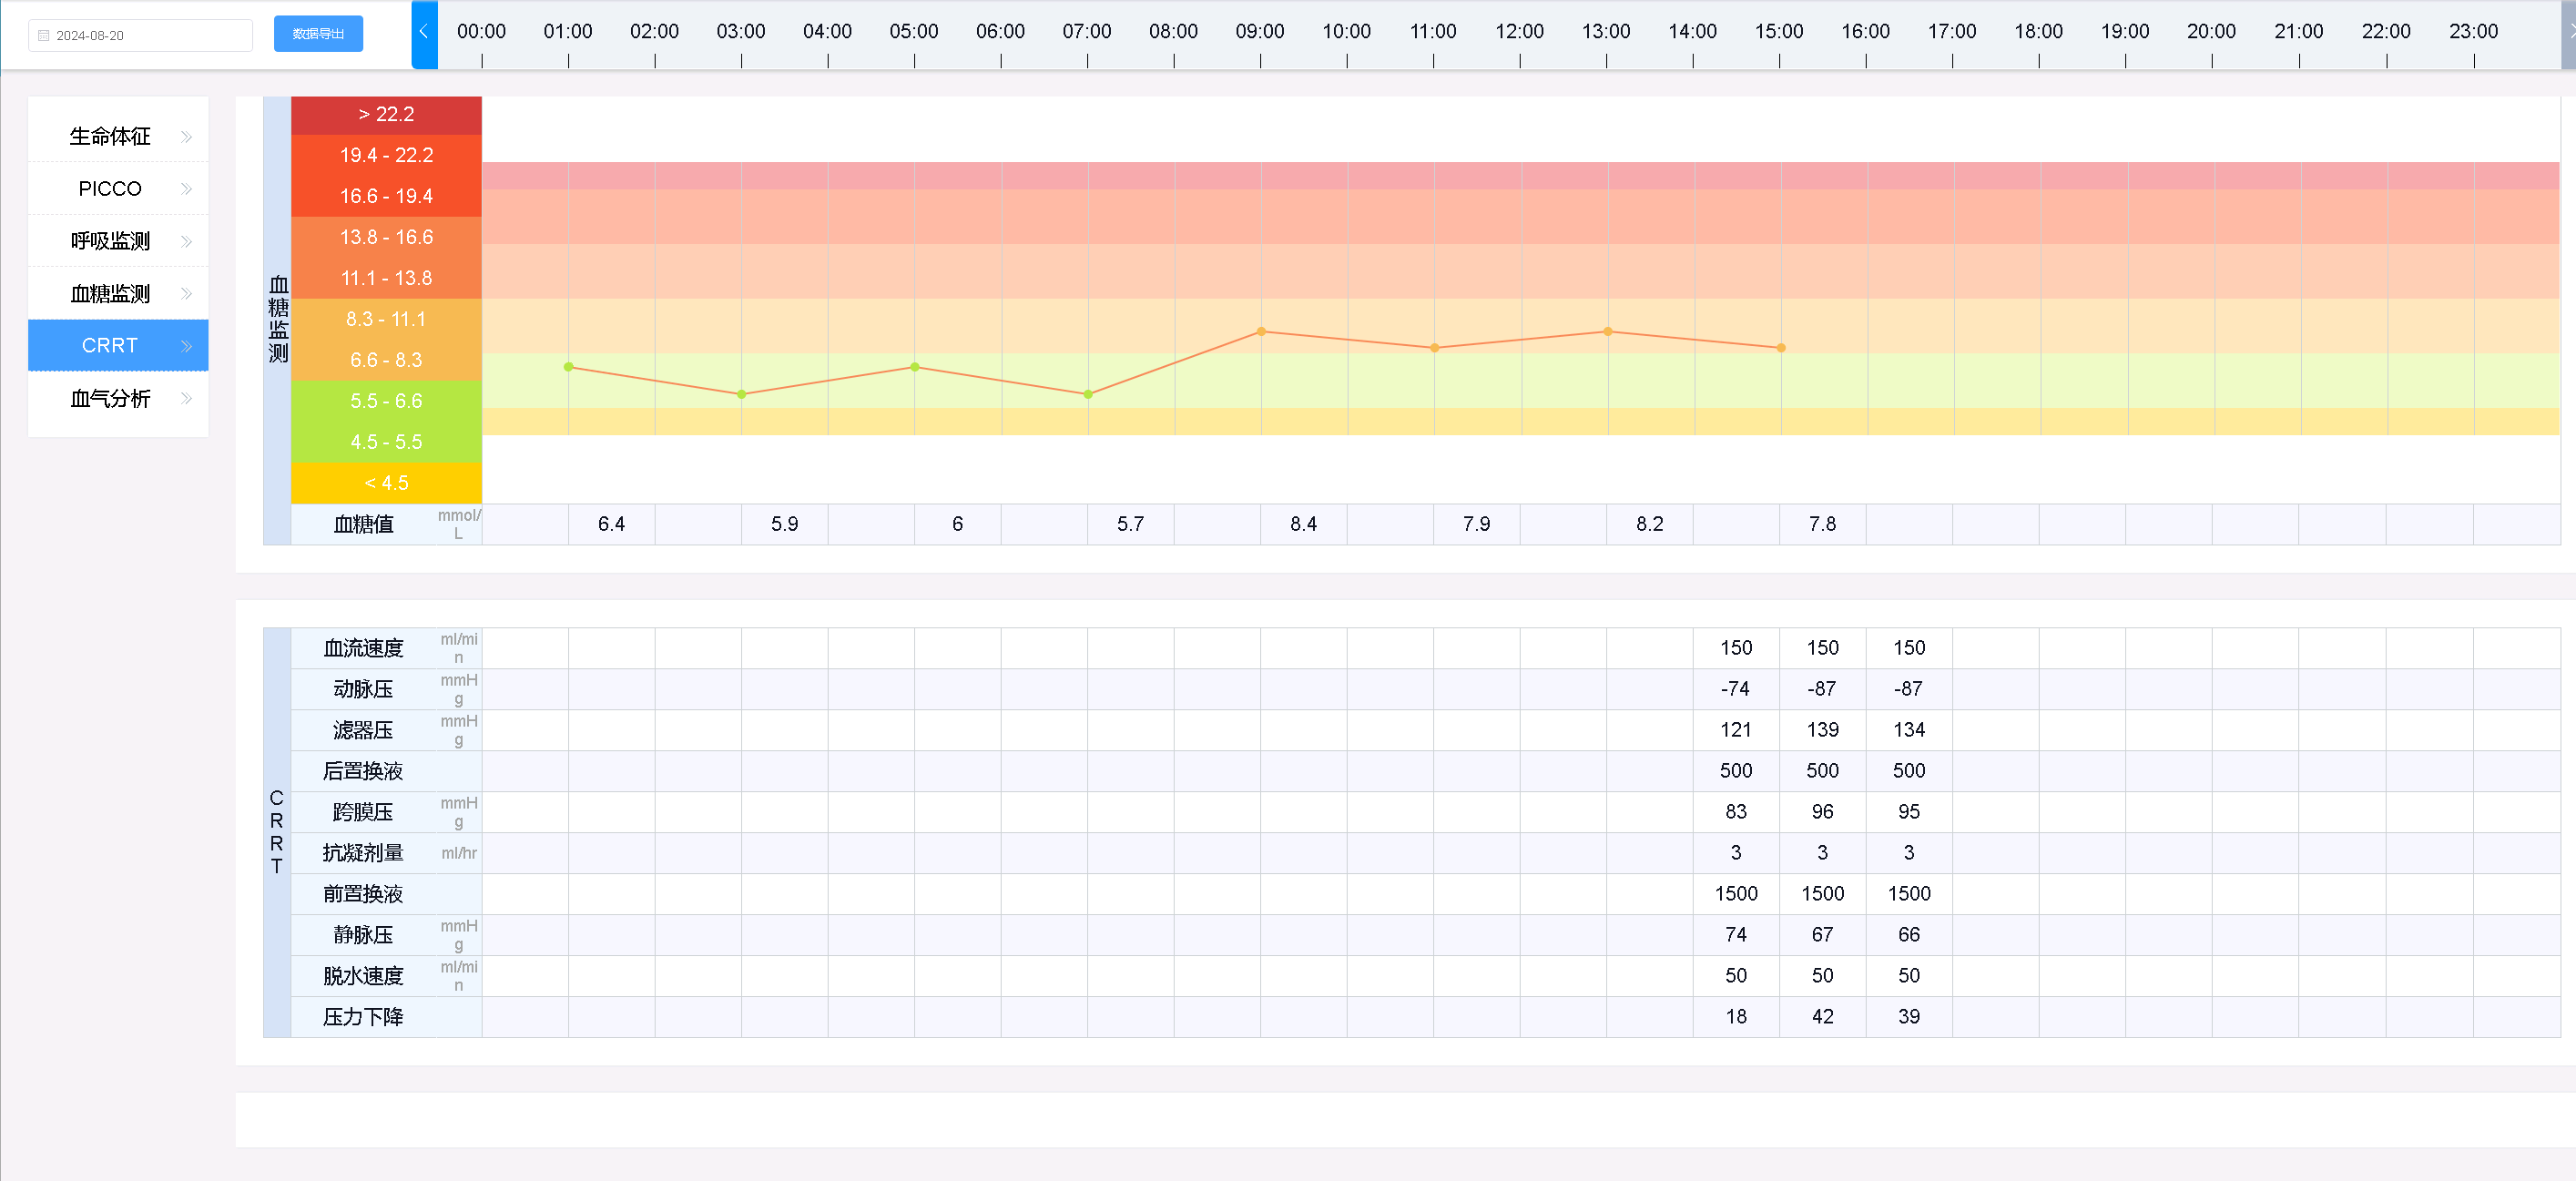 2024-08-20 数据导出 00:00 01:00 02:00 03:00 04:00 05:00 06:00 07:00 08:00 09:00 10:00 11:00 12:00 13:00 14:00 15:00 16:00 17:00 18:00 19:00 20:00 21:00 22:00 23:00
生命体征
PICCO
呼吸监测
血糖监测
CRRT
血气分析
血糖监测
> 22.2
19.4 - 22.2
16.6 - 19.4
13.8 - 16.6
11.1 - 13.8
8.3 - 11.1
6.6 - 8.3
5.5 - 6.6
4.5 - 5.5
< 4.5
血糖值 mmol/L 6.4 5.9 6 5.7 8.4 7.9 8.2 7.8
CRRT
血流速度 ml/min 150 150 150
动脉压 mmHg -74 -87 -87
滤器压 mmHg 121 139 134
后置换液 500 500 500
跨膜压 mmHg 83 96 95
抗凝剂量 ml/hr 3 3 3
前置换液 1500 1500 1500
静脉压 mmHg 74 67 66
脱水速度 ml/min 50 50 50
压力下降 18 42 39